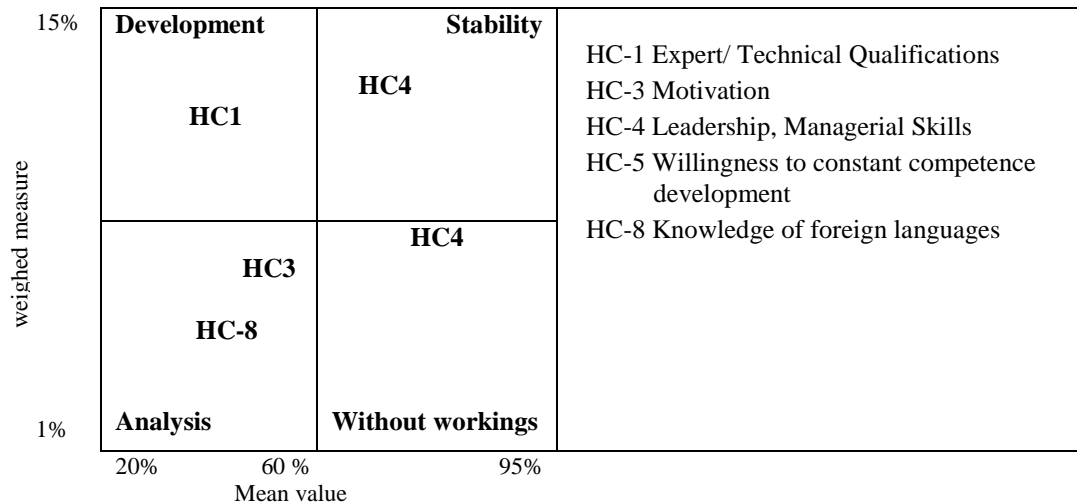 15%
Development Stability
HC4
HC1
HC4
HC3
HC-8
Analysis Without workings
1%
20% 60 % 95%
Mean value
weighed measure
HC-1 Expert/ Technical Qualifications
HC-3 Motivation
HC-4 Leadership, Managerial Skills
HC-5 Willingness to constant competence
development
HC-8 Knowledge of foreign languages